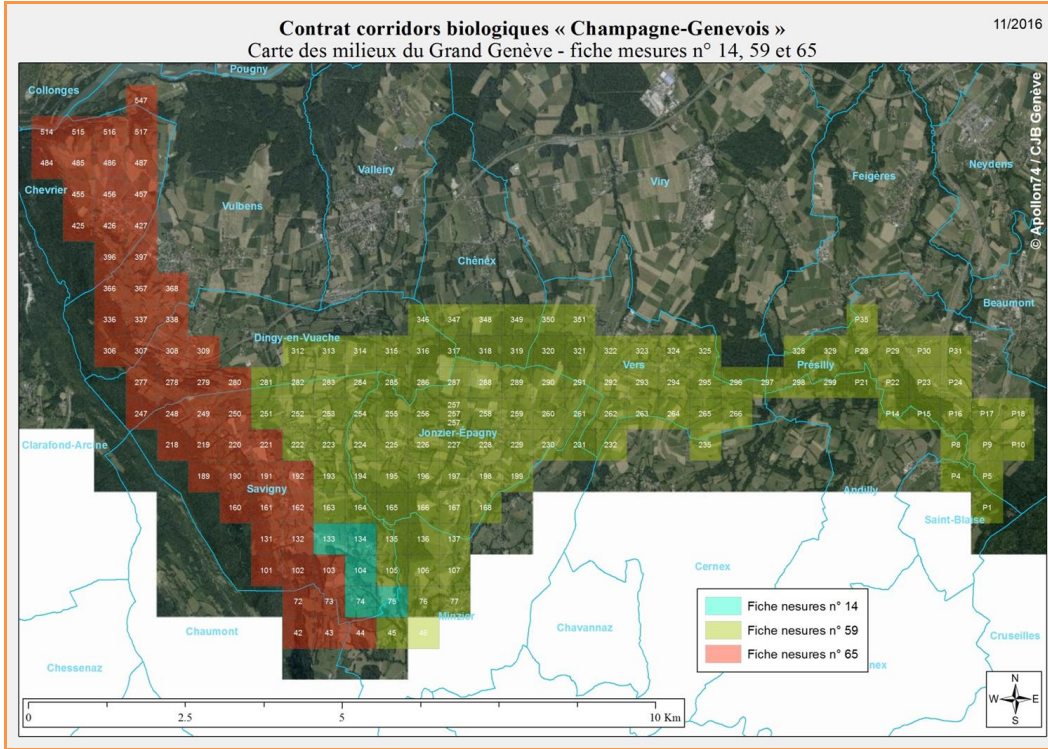 Contrat corridors biologiques « Champagne-Genevois »
11/2016
Carte des milieux du Grand Genève - fiche mesures n° 14, 59 et 65
Pougny
Collonges
547
514 515 516 517
Neydens
484 485 486 487
Valleiry
Viry
Feigères
Chevrier
455 456 457
Vulbens
425 426 427
396 397
Chênéx
366 367 368
Beaumont
336 337 338
346 347 348 349 350 351
P35
Dingy-en-Vuache
306 307 308 309
312 313 314 315 316 317 318 319 320 321 322 323 324 325
328 329 P28 P29 P30 P31
Vers
Présilly
277 278 279 280 281 282 283 284 285 286 287 288 289 290 291 292 293 294 295 296 297 298 299 P21 P22 P23 P24
247 248 249 250 251 252 253 254 255 256 257 258 259 260 261 262 263 264 265 266
257
257
P14 P15 P16 P17 P18
Jonzier-Epagny
Clarafond-Arcine
218 219 220 221 222 223 224 225 226 227 228 229 230 231 232 235
P8 P9 P10
189 190 191 192 193 194 195 196 197 198 199
P4 P5
Savigny
Andilly
160 161 162 163 164 165 166 167 168
P1
Saint-Blaise
131 132 133 134 135 136 137
101 102 103 104 105 106 107
Cernex
72 73 74 75 76 77
Minzier
Chaumont
42 43 44 45 46
Chavannaz
Cruseilles
Chessenaz
nex
Fiche nesures n° 14
Fiche nesures n° 59
Fiche nesures n° 65
N
W E
S
0 2.5 5 10 Km
© Apollon74 / CJB Genève